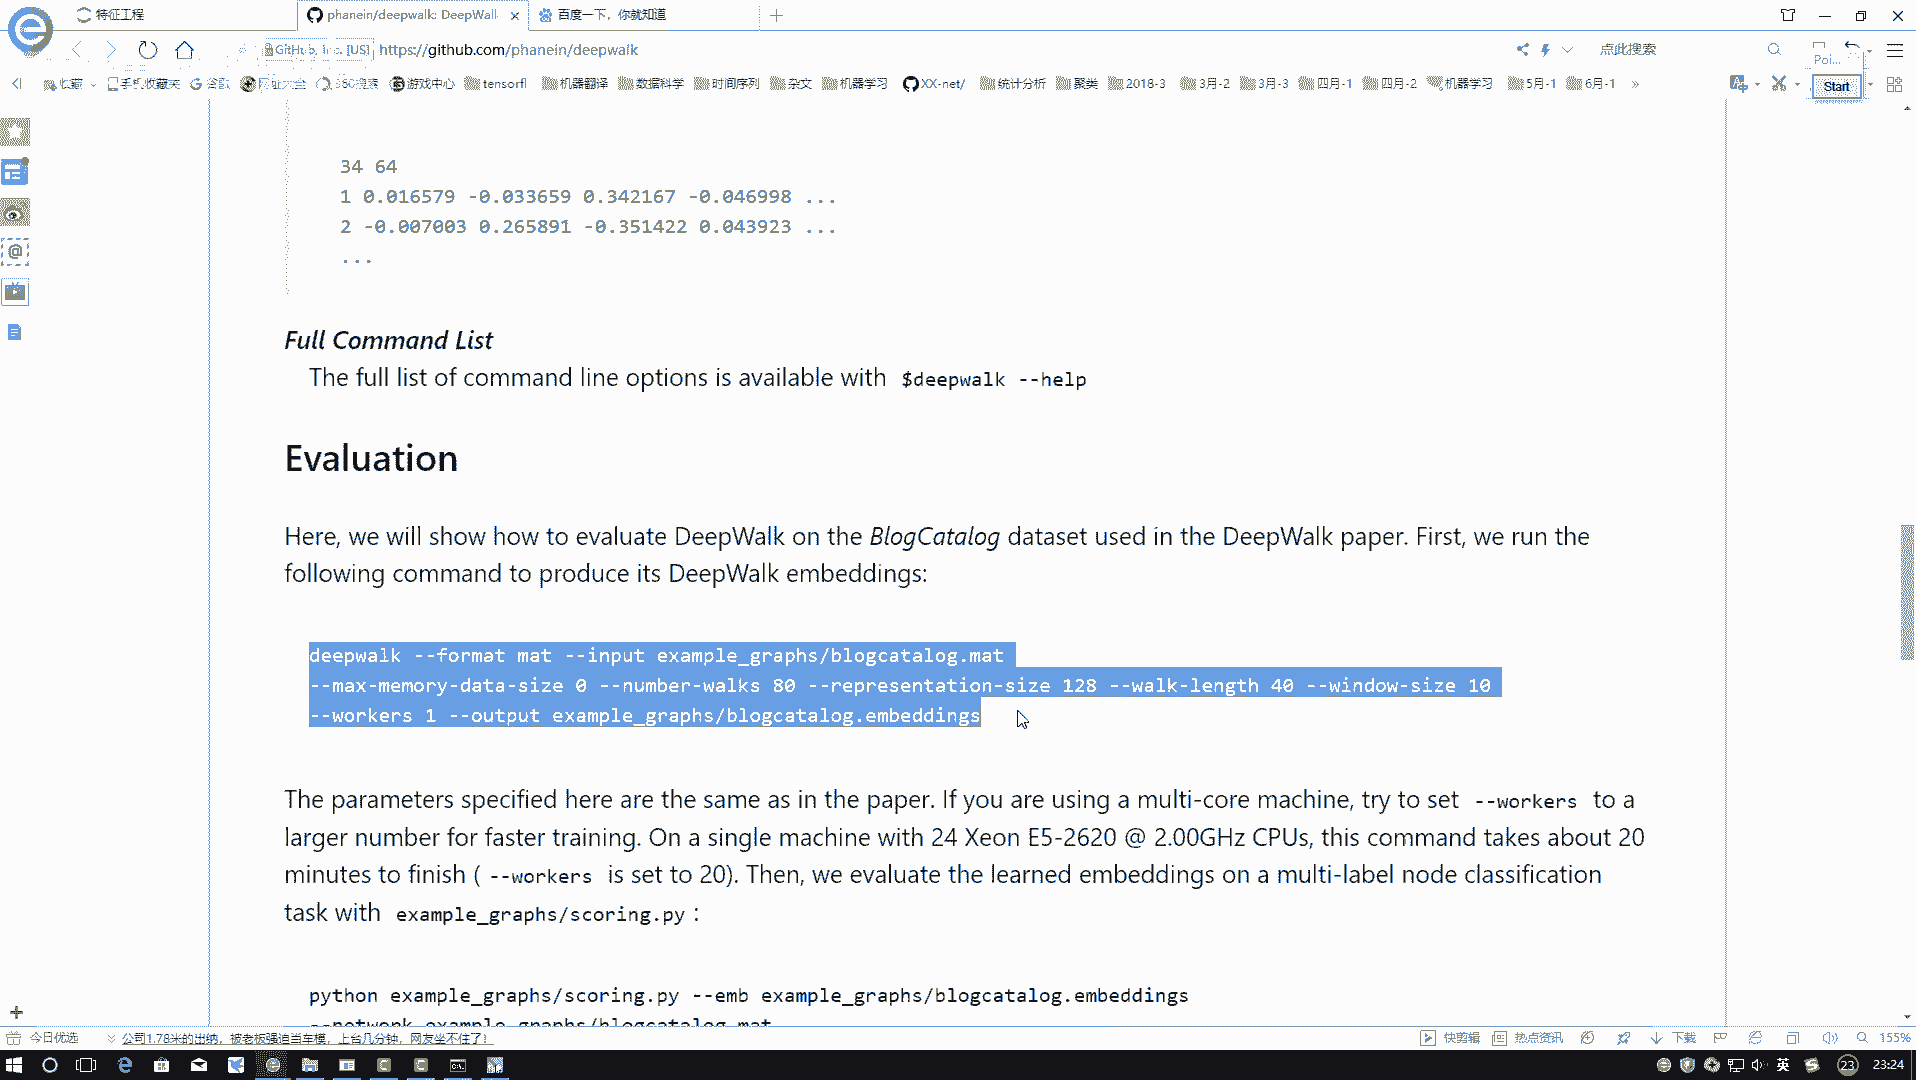 特征工程
phanein/deepwalk: DeepWalk
百度一下，你就知道
GitHub, Inc. [US]
https://github.com/phanein/deepwalk
点此搜索
Poi...
收藏
手机收藏夹
谷歌
网址大全
360搜索
游戏中心
tensorfl
机器翻译
数据科学
时间序列
杂文
机器学习
XX-net/
统计分析
聚类
2018-3
3月-2
3月-3
四月-1
四月-2
机器学习
5月-1
6月-1
»
Start
34 64
1 0.016579 -0.033659 0.342167 -0.046998 ...
2 -0.007003 0.265891 -0.351422 0.043923 ...
...
Full Command List
The full list of command line options is available with $deepwalk --help
Evaluation
Here, we will show how to evaluate DeepWalk on the BlogCatalog dataset used in the DeepWalk paper. First, we run the
following command to produce its DeepWalk embeddings:
deepwalk --format mat --input example_graphs/blogcatalog.mat
--max-memory-data-size 0 --number-walks 80 --representation-size 128 --walk-length 40 --window-size 10
--workers 1 --output example_graphs/blogcatalog.embeddings
The parameters specified here are the same as in the paper. If you are using a multi-core machine, try to set --workers to a
larger number for faster training. On a single machine with 24 Xeon E5-2620 @ 2.00GHz CPUs, this command takes about 20
minutes to finish ( --workers is set to 20). Then, we evaluate the learned embeddings on a multi-label node classification
task with example_graphs/scoring.py :
python example_graphs/scoring.py --emb example_graphs/blogcatalog.embeddings
--network example_graphs/blogcatalog.mat
今日优选
公司1.78米的出纳，被老板强迫当车模，上台几分钟，网友坐不住了！
快剪辑
热点资讯
下载
155%
英
23
23:24